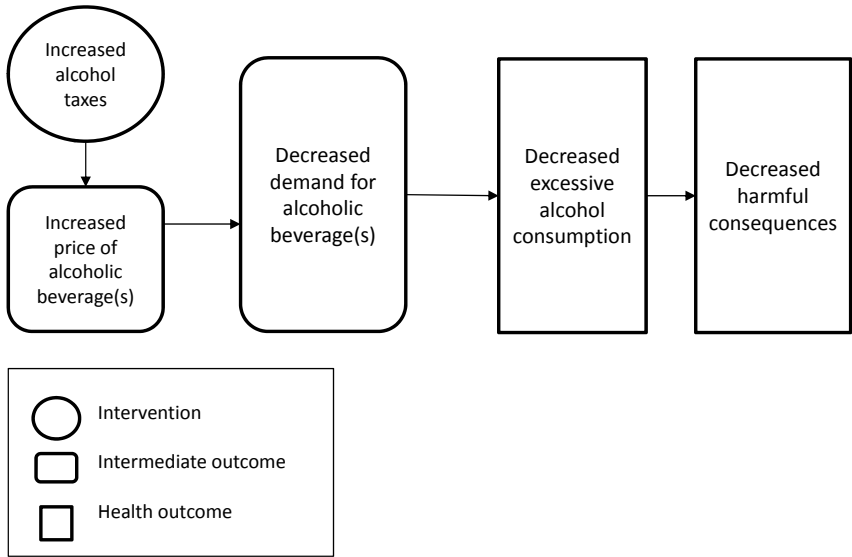 Increased
alcohol
taxes
Increased
price of
alcoholic
beverage(s)
Decreased
demand for
alcoholic
beverage(s)
Decreased
excessive
alcohol
consumption
Decreased
harmful
consequences
Intervention
Intermediate outcome
Health outcome